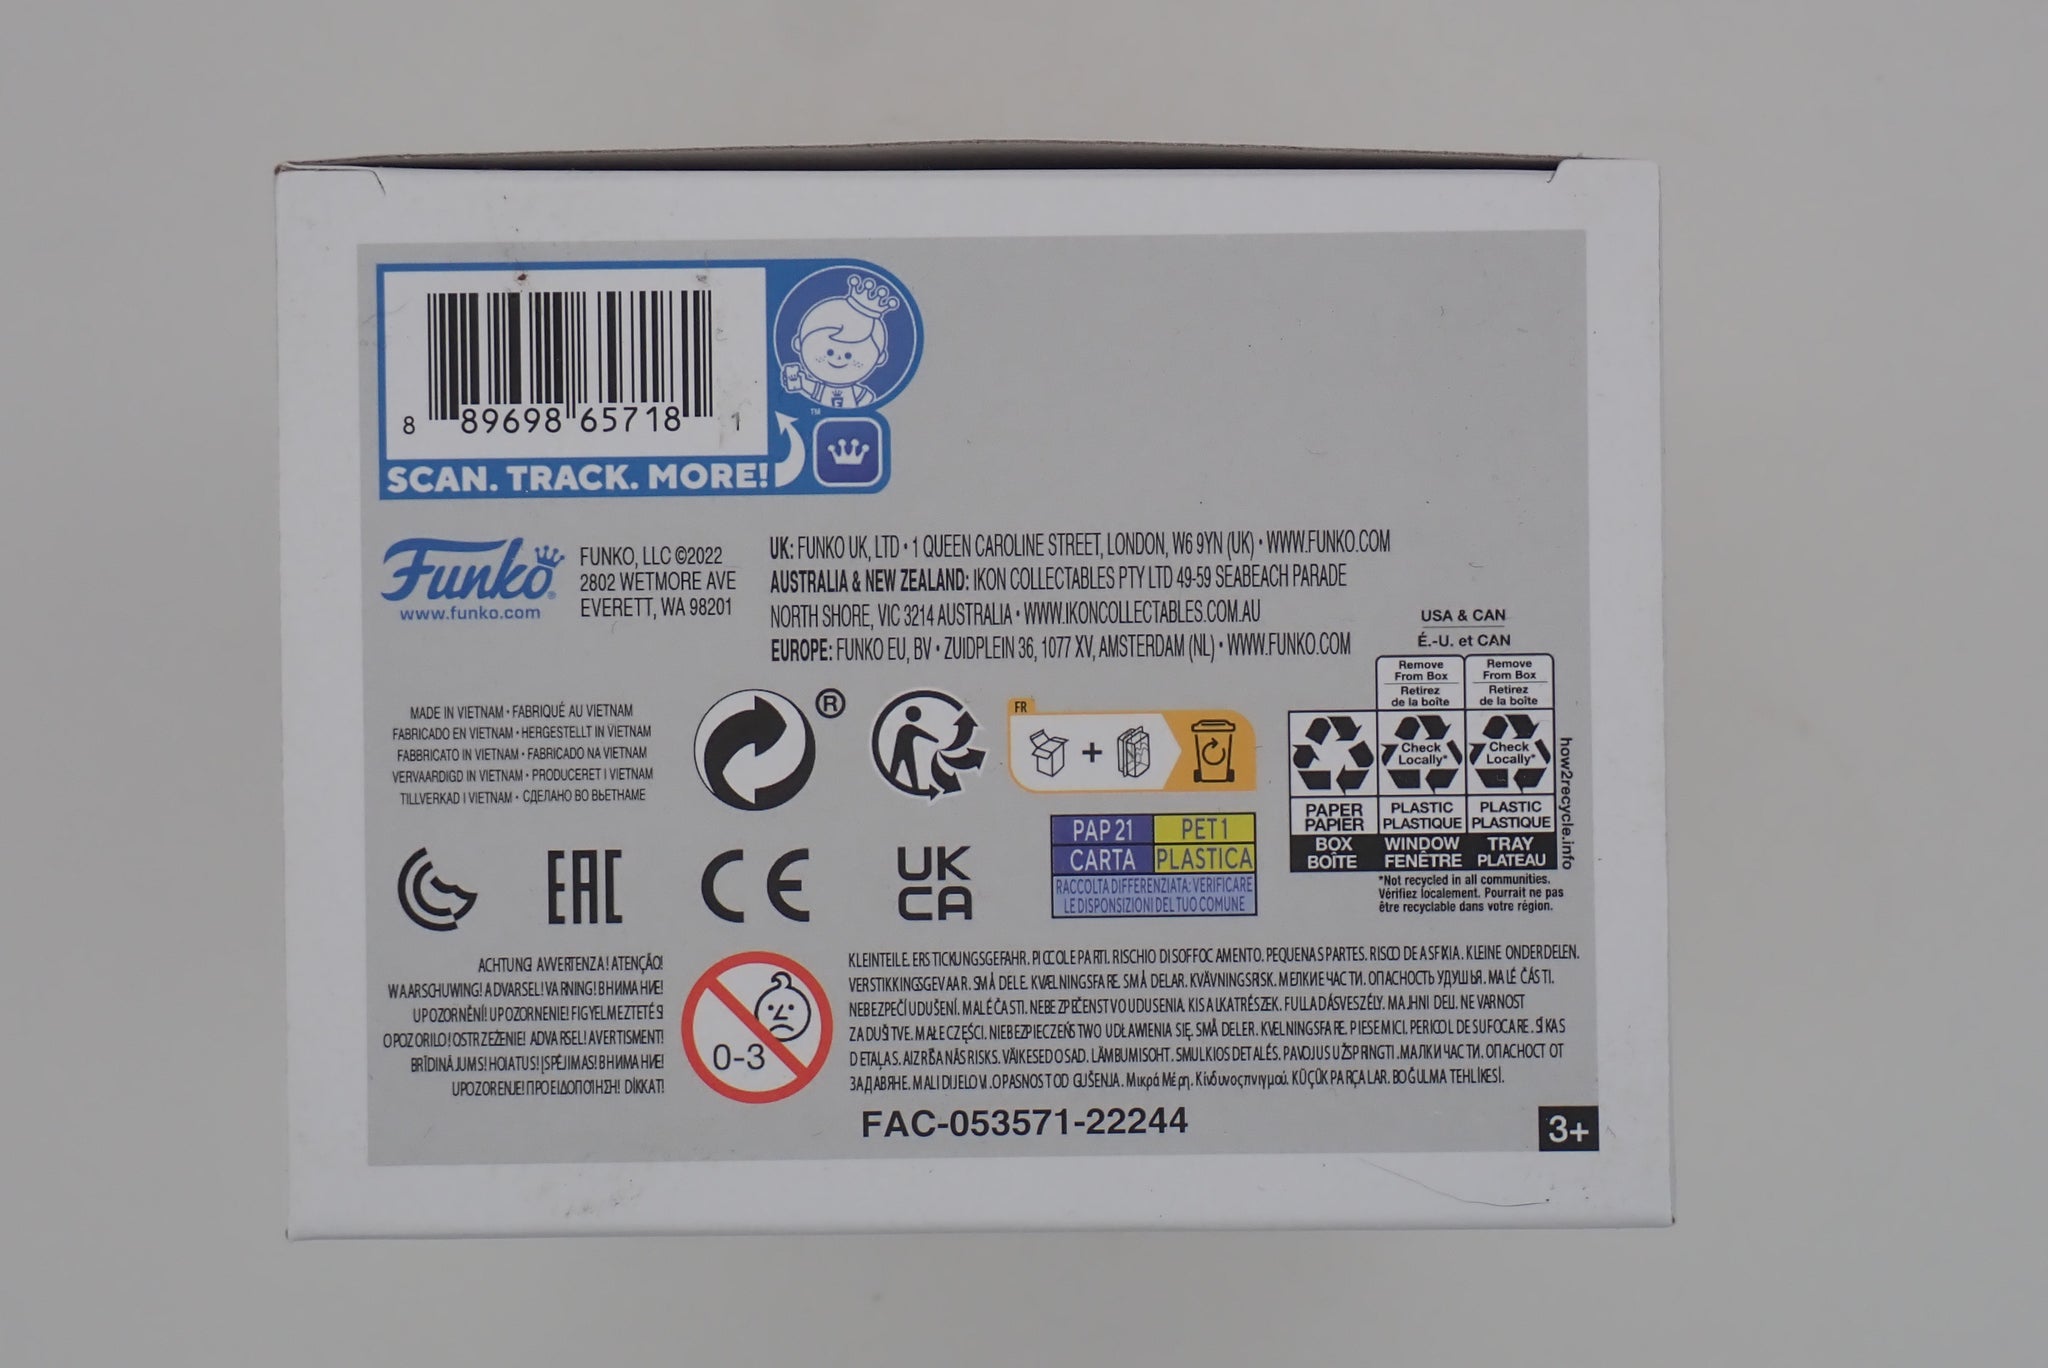 8 89698 65718 1
SCAN. TRACK. MORE!
TM
Funko®
www.funko.com
FUNKO, LLC ©2022
2802 WETMORE AVE
EVERETT, WA 98201
UK: FUNKO UK, LTD • 1 QUEEN CAROLINE STREET, LONDON, W6 9YN (UK) • WWW.FUNKO.COM
AUSTRALIA & NEW ZEALAND: IKON COLLECTABLES PTY LTD 49-59 SEABEACH PARADE
NORTH SHORE, VIC 3214 AUSTRALIA • WWW.IKONCOLLECTABLES.COM.AU
EUROPE: FUNKO EU, BV • ZUIDPLEIN 36, 1077 XV, AMSTERDAM (NL) • WWW.FUNKO.COM
MADE IN VIETNAM • FABRIQUÉ AU VIETNAM
FABRICADO EN VIETNAM • HERGESTELLT IN VIETNAM
FABBRICATO IN VIETNAM • FABRICADO NA VIETNAM
VERVAARDIGD IN VIETNAM • PRODUCERET I VIETNAM
TILLVERKAD I VIETNAM • СДЕЛАНО ВО ВЬЕТНАМЕ
®
FR
+
USA & CAN
É.-U. et CAN
Remove From Box
Retirez de la boîte
Remove From Box
Retirez de la boîte
Check Locally*
Check Locally*
PAPER
PAPIER
PLASTIC
PLASTIQUE
PLASTIC
PLASTIQUE
BOX
BOÎTE
WINDOW
FENÊTRE
TRAY
PLATEAU
how2recycle.info
*Not recycled in all communities.
Vérifiez localement. Pourrait ne pas
être recyclable dans votre région.
EAC
CE
UK
CA
PAP 21
PET 1
CARTA
PLASTICA
RACCOLTA DIFFERENZIATA: VERIFICARE
LE DISPONSIZIONI DEL TUO COMUNE
ACHTUNG! AVVERTENZA! ATENÇÃO!
WAARSCHUWING! ADVARSEL! VARNING! ВНИМАНИЕ!
UPOZORNĚNÍ! UPOZORNENIE! FIGYELMEZTETÉS
OPOZORILO! OSTRZEŻENIE! ADVARSEL! AVERTISMENT!
BRĪDINĀJUMS! HOIATUS! ĮSPĖJIMAS! ВНИМАНИЕ!
UPOZORENJE! ΠΡΟΕΙΔΟΠΟΙΗΣΗ! DİKKAT!
0-3
KLEINTEILE. ERSTICKUNGSGEFAHR. PICCOLE PARTI. RISCHIO DI SOFFOCAMENTO. PEQUENAS PARTES. RISCO DE ASFIXIA. KLEINE ONDERDELEN.
VERSTIKKINGSGEVAAR. SMÅ DELE. KVÆLNINGSFARE. SMÅ DELAR. KVÄVNINGSRISK. МЕЛКИЕ ЧАСТИ. ОПАСНОСТЬ УДУШЬЯ. MALÉ ČÁSTI.
NEBEZPEČÍ UDUŠENÍ. MALÉ ČASTI. NEBEZPEČENSTVO UDUSENIA. KIS ALKATRÉSZEK. FULLADÁSVESZÉLY. MAJHNI DELI. NEVARNOST
ZADUŠITVE. MAŁE CZĘŚCI. NIEBEZPIECZEŃSTWO UDŁAWIENIA SIĘ. SMÅ DELER. KVELNINGSFARE. PIESE MICI. PERICOL DE SUFOCARE. SĪKAS
DETAĻAS. AIZRĪŠANĀS RISKS. VÄIKESED OSAD. LÄMBUMISOHT. SMULKIOS DETALĖS. PAVOJUS UŽSPRINGTI. МАЛКИ ЧАСТИ. ОПАСНОСТ ОТ
ЗАДАВЯНЕ. MALI DIJELOVI. OPASNOST OD GUŠENJA. Μικρά Μέρη. Κίνδυνος πνιγμού. KÜÇÜK PARÇALAR. BOĞULMA TEHLİKESİ.
FAC-053571-22244
3+